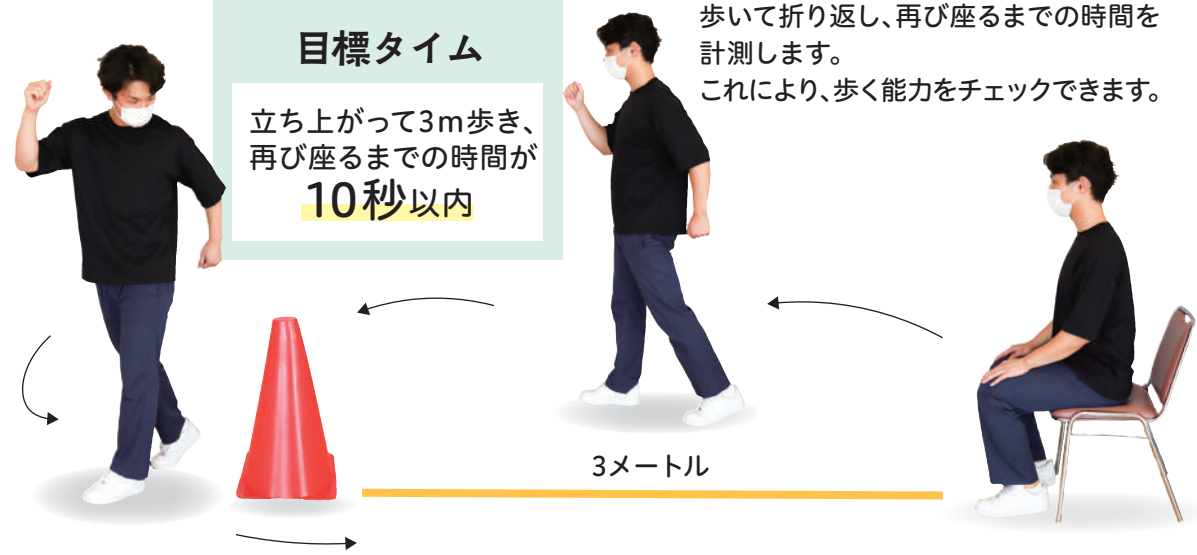 目標タイム
立ち上がって3m歩き、
再び座るまでの時間が
10秒以内
歩いて折り返し、再び座るまでの時間を
計測します。
これにより、歩く能力をチェックできます。
3メートル